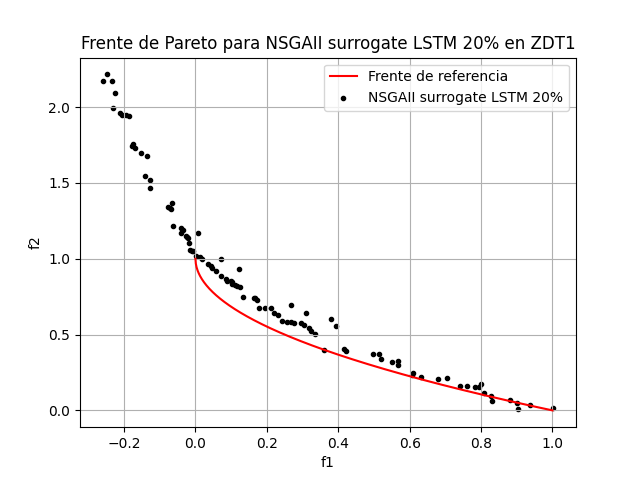 Frente de Pareto para NSGAII surrogate LSTM 20% en ZDT1
Frente de referencia
NSGAII surrogate LSTM 20%
f2
2.0
1.5
1.0
0.5
0.0
−0.2 0.0 0.2 0.4 0.6 0.8 1.0
f1